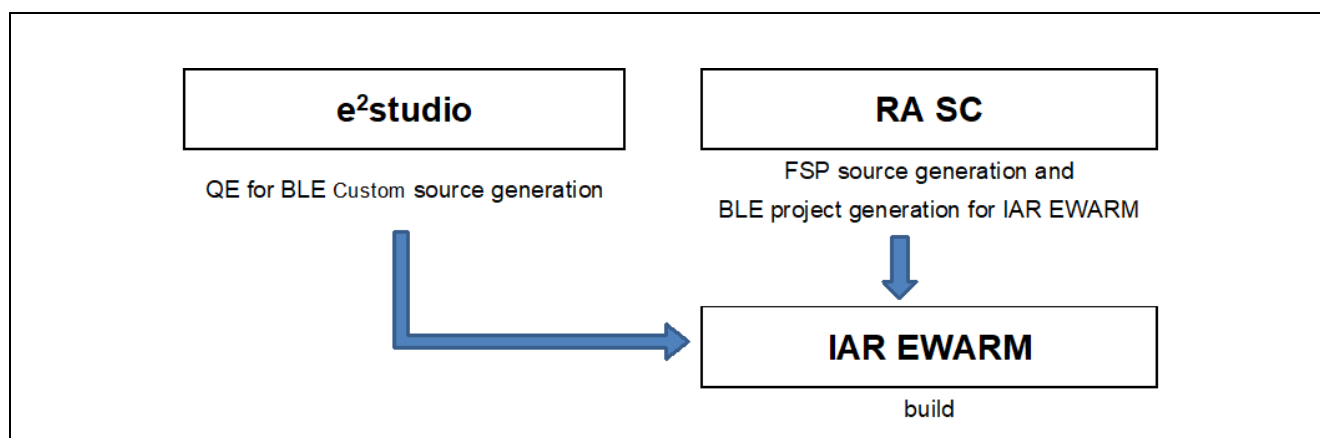 e²studio
QE for BLE Custom source generation
RA SC
FSP source generation and
BLE project generation for IAR EWARM
IAR EWARM
build